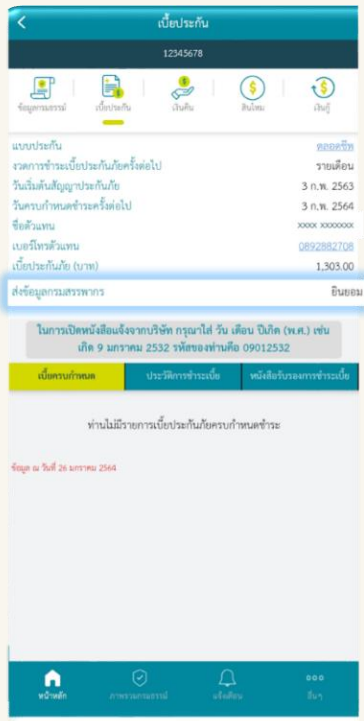 เบี้ยประกัน
12345678
ข้อมูลกรมธรรม์ เบี้ยประกัน เงินคืน สินไหม เงินกู้
แบบประกัน ตลอดชีพ
งวดการชำระเบี้ยประกันภัยครั้งต่อไป รายเดือน
วันเริ่มต้นสัญญาประกันภัย 3 ก.พ. 2563
วันครบกำหนดชำระครั้งต่อไป 3 ก.พ. 2564
ชื่อตัวแทน xxxx xxxxxxx
เบอร์โทรตัวแทน 0892882708
เบี้ยประกันภัย (บาท) 1,303.00
ส่งข้อมูลกรมสรรพากร ยินยอม
ในการเปิดหนังสือแจ้งจากบริษัท กรุณาใส่ วัน เดือน ปีเกิด (พ.ศ.) เช่น
เกิด 9 มกราคม 2532 รหัสของท่านคือ 09012532
เบี้ยครบกำหนด ประวัติการชำระเบี้ย หนังสือรับรองการชำระเบี้ย
ท่านไม่มีรายการเบี้ยประกันภัยครบกำหนดชำระ
ข้อมูล ณ วันที่ 26 มกราคม 2564
หน้าหลัก ภาพรวมกรมธรรม์ แจ้งเตือน อื่นๆ